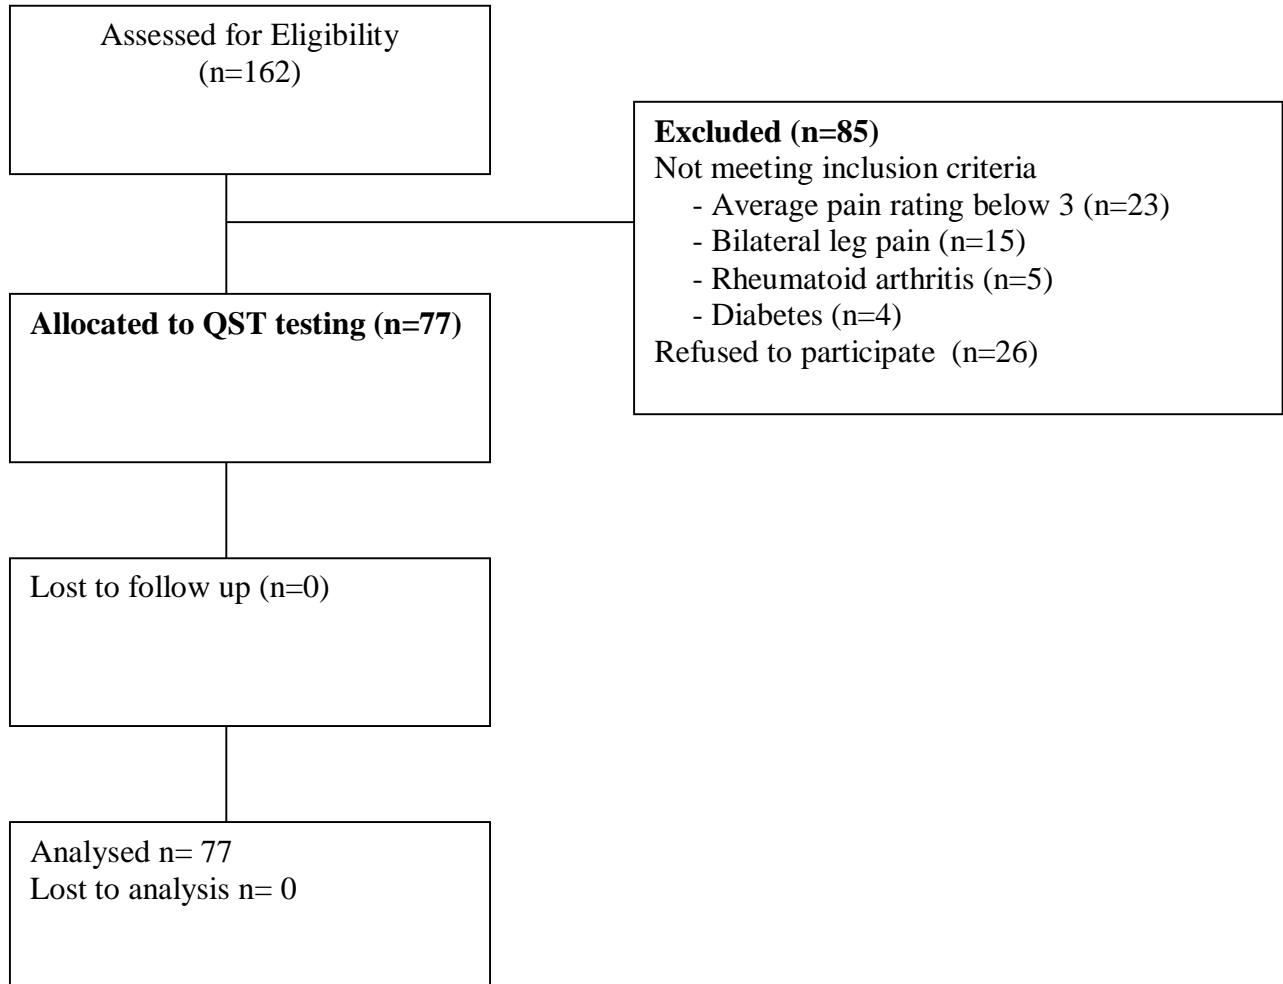 Assessed for Eligibility
(n=162)
Excluded (n=85)
Not meeting inclusion criteria
- Average pain rating below 3 (n=23)
- Bilateral leg pain (n=15)
- Rheumatoid arthritis (n=5)
- Diabetes (n=4)
Refused to participate  (n=26)
Allocated to QST testing (n=77)
Lost to follow up (n=0)
Analysed n= 77
Lost to analysis n= 0